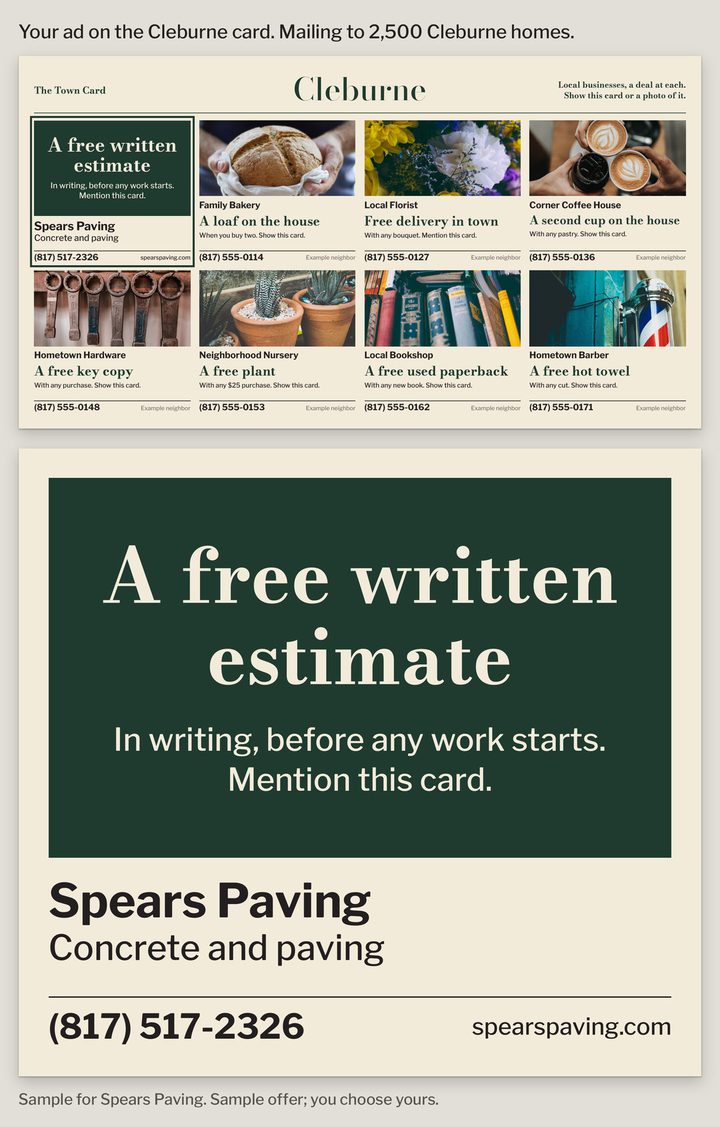 Your ad on the Cleburne card. Mailing to 2,500 Cleburne homes.
The Town Card
Cleburne
Local businesses, a deal at each.
Show this card or a photo of it.
A free written
estimate
In writing, before any work starts.
Mention this card.
Spears Paving
Concrete and paving
(817) 517-2326
spearspaving.com
Family Bakery
A loaf on the house
When you buy two. Show this card.
(817) 555-0114
Example neighbor
Local Florist
Free delivery in town
With any bouquet. Mention this card.
(817) 555-0127
Example neighbor
Corner Coffee House
A second cup on the house
With any pastry. Show this card.
(817) 555-0136
Example neighbor
Hometown Hardware
A free key copy
With any purchase. Show this card.
(817) 555-0148
Example neighbor
Neighborhood Nursery
A free plant
With any $25 purchase. Show this card.
(817) 555-0153
Example neighbor
Local Bookshop
A free used paperback
With any new book. Show this card.
(817) 555-0162
Example neighbor
Hometown Barber
A free hot towel
With any cut. Show this card.
(817) 555-0171
Example neighbor
A free written
estimate
In writing, before any work starts.
Mention this card.
Spears Paving
Concrete and paving
(817) 517-2326
spearspaving.com
Sample for Spears Paving. Sample offer; you choose yours.